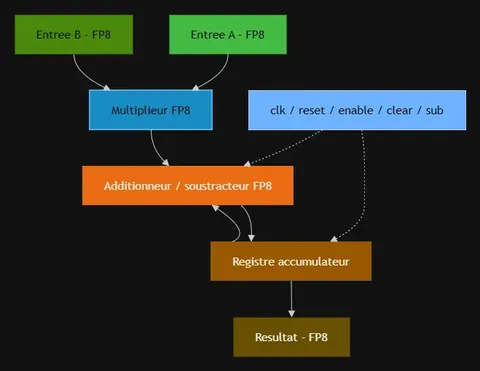 Entree B - FP8
Entree A - FP8
Multiplieur FP8
clk / reset / enable / clear / sub
Additionneur / soustracteur FP8
Registre accumulateur
Resultat - FP8